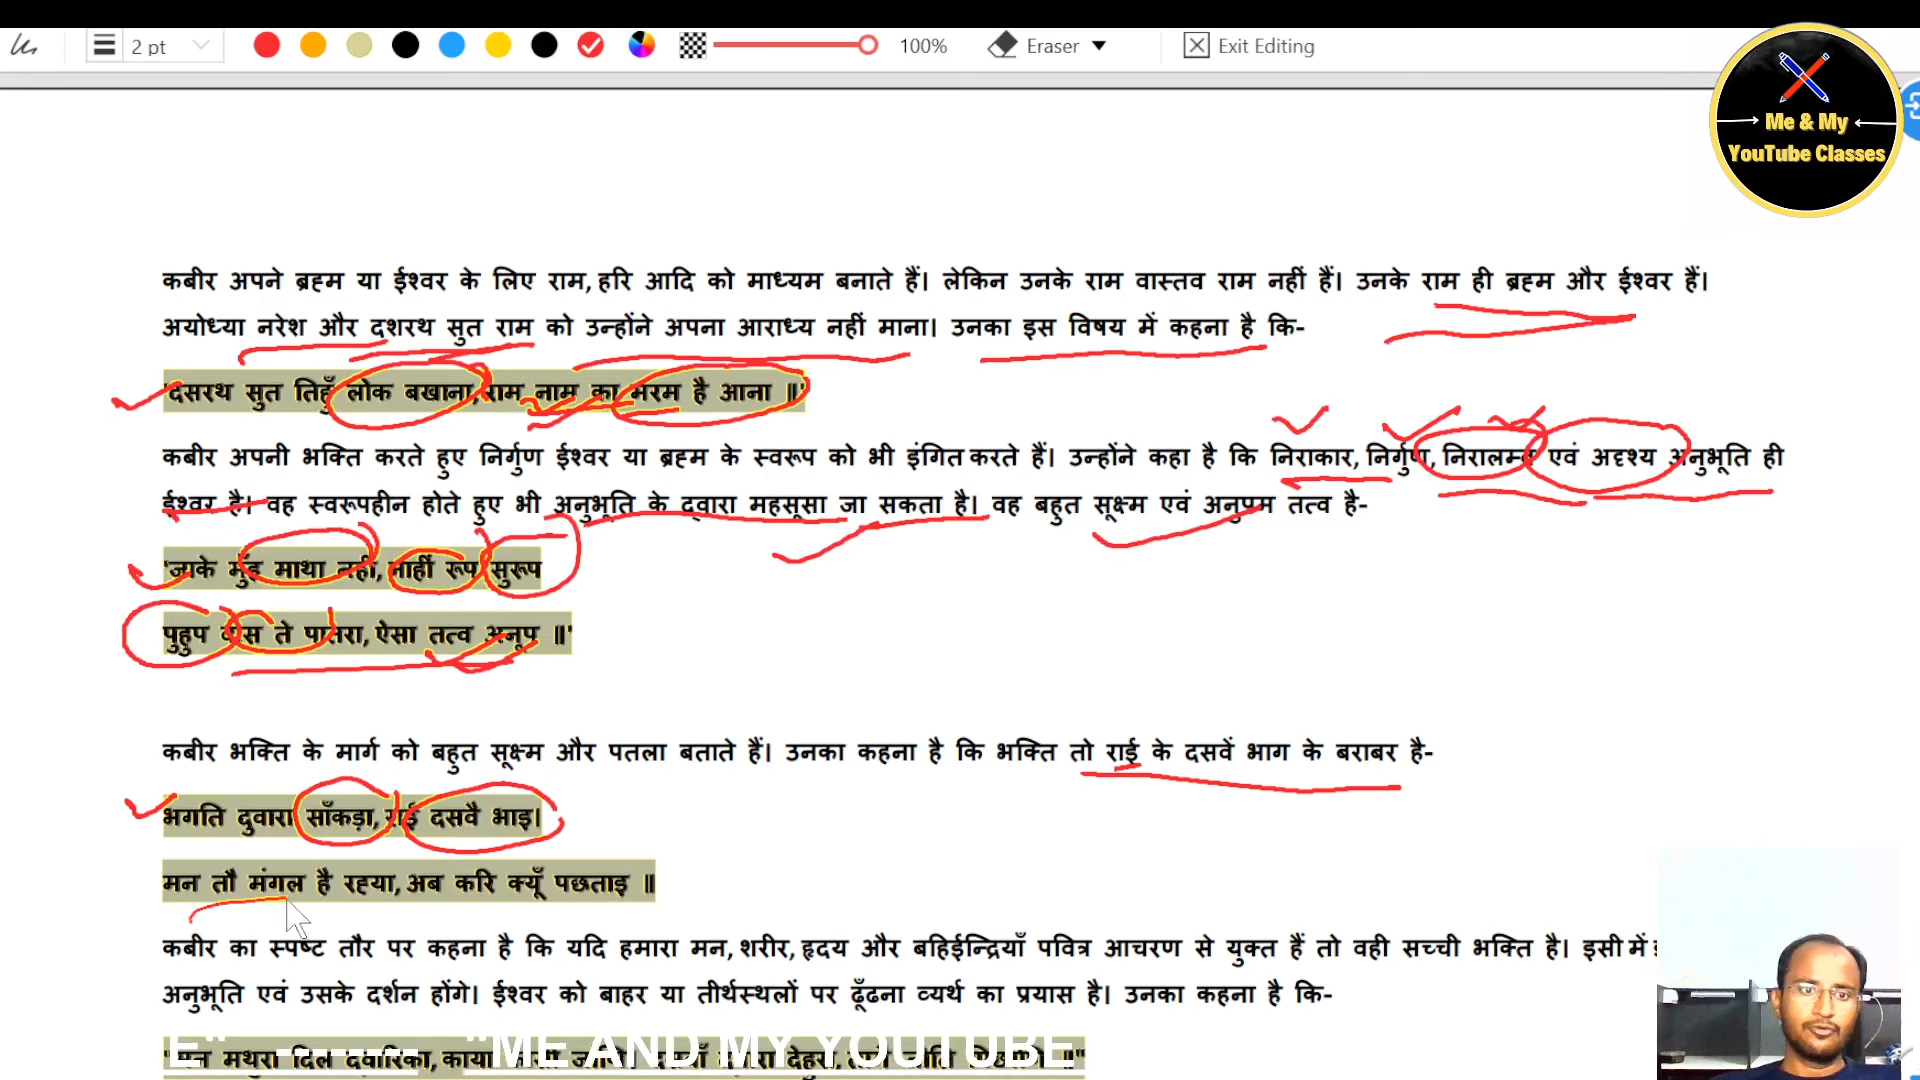 2 pt 100% Eraser Exit Editing
Me & My
YouTube Classes
कबीर अपने ब्रह्म या ईश्वर के लिए राम, हरि आदि को माध्यम बनाते हैं। लेकिन उनके राम वास्तव राम नहीं हैं। उनके राम ही ब्रह्म और ईश्वर हैं।
अयोध्या नरेश और दशरथ सुत राम को उन्होंने अपना आराध्य नहीं माना। उनका इस विषय में कहना है कि-
'दसरथ सुत तिहुँ लोक बखाना, राम नाम का मरम है आना ॥'
कबीर अपनी भक्ति करते हुए निर्गुण ईश्वर या ब्रह्म के स्वरूप को भी इंगित करते हैं। उन्होंने कहा है कि निराकार, निर्गुण, निरालम्ब एवं अदृश्य अनुभूति ही
ईश्वर है। वह स्वरूपहीन होते हुए भी अनुभूति के द्वारा महसूसा जा सकता है। वह बहुत सूक्ष्म एवं अनुपम तत्व है-
'जाके मुँह माथा नहीं, नाहीं रूप सुरूप
पुहुप बास ते पातरा, ऐसा तत्व अनूप ॥'
कबीर भक्ति के मार्ग को बहुत सूक्ष्म और पतला बताते हैं। उनका कहना है कि भक्ति तो राई के दसवें भाग के बराबर है-
भगति दुवारा साँकड़ा, राई दसवै भाइ।
मन तौ मंगल है रह्या, अब करि क्यूँ पछताइ ॥
कबीर का स्पष्ट तौर पर कहना है कि यदि हमारा मन, शरीर, हृदय और बहिईन्द्रियाँ पवित्र आचरण से युक्त हैं तो वही सच्ची भक्ति है। इसी में
अनुभूति एवं उसके दर्शन होंगे। ईश्वर को बाहर या तीर्थस्थलों पर ढूँढना व्यर्थ का प्रयास है। उनका कहना है कि-
मथुरा दिल द्वारिका, काया
E" ------- "ME AND MY YOUTUBE